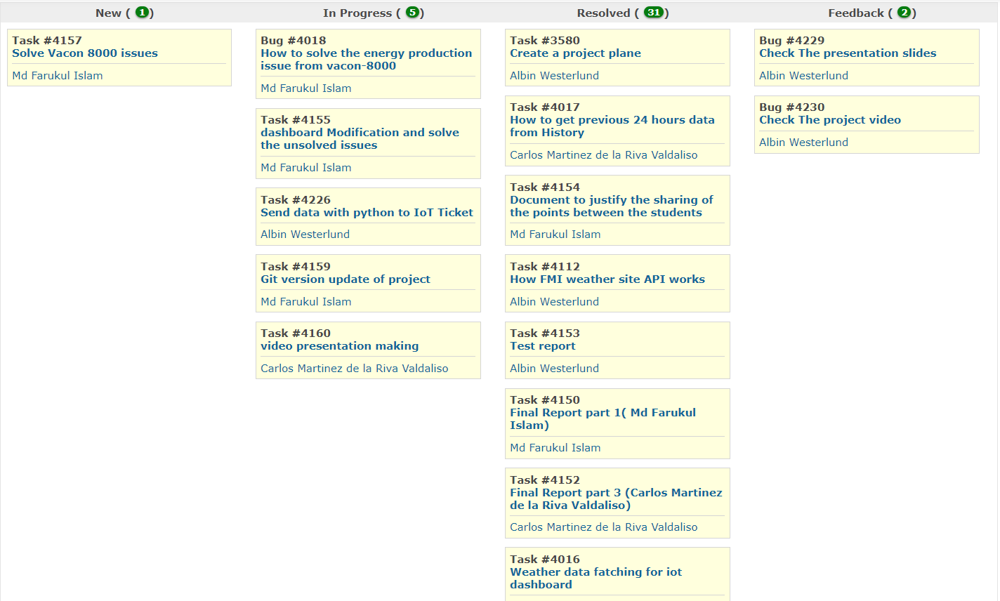 New ( 1 )
Task #4157
Solve Vacon 8000 issues
Md Farukul Islam
In Progress ( 5 )
Bug #4018
How to solve the energy production
issue from vacon-8000
Md Farukul Islam
Task #4155
dashboard Modification and solve
the unsolved issues
Md Farukul Islam
Task #4226
Send data with python to IoT Ticket
Albin Westerlund
Task #4159
Git version update of project
Md Farukul Islam
Task #4160
video presentation making
Carlos Martinez de la Riva Valdaliso
Resolved ( 31 )
Task #3580
Create a project plane
Albin Westerlund
Task #4017
How to get previous 24 hours data
from History
Carlos Martinez de la Riva Valdaliso
Task #4154
Document to justify the sharing of
the points between the students
Md Farukul Islam
Task #4112
How FMI weather site API works
Albin Westerlund
Task #4153
Test report
Albin Westerlund
Task #4150
Final Report part 1( Md Farukul
Islam)
Md Farukul Islam
Task #4152
Final Report part 3 (Carlos Martinez
de la Riva Valdaliso)
Carlos Martinez de la Riva Valdaliso
Task #4016
Weather data fatching for iot
dashboard
Feedback ( 2 )
Bug #4229
Check The presentation slides
Albin Westerlund
Bug #4230
Check The project video
Albin Westerlund